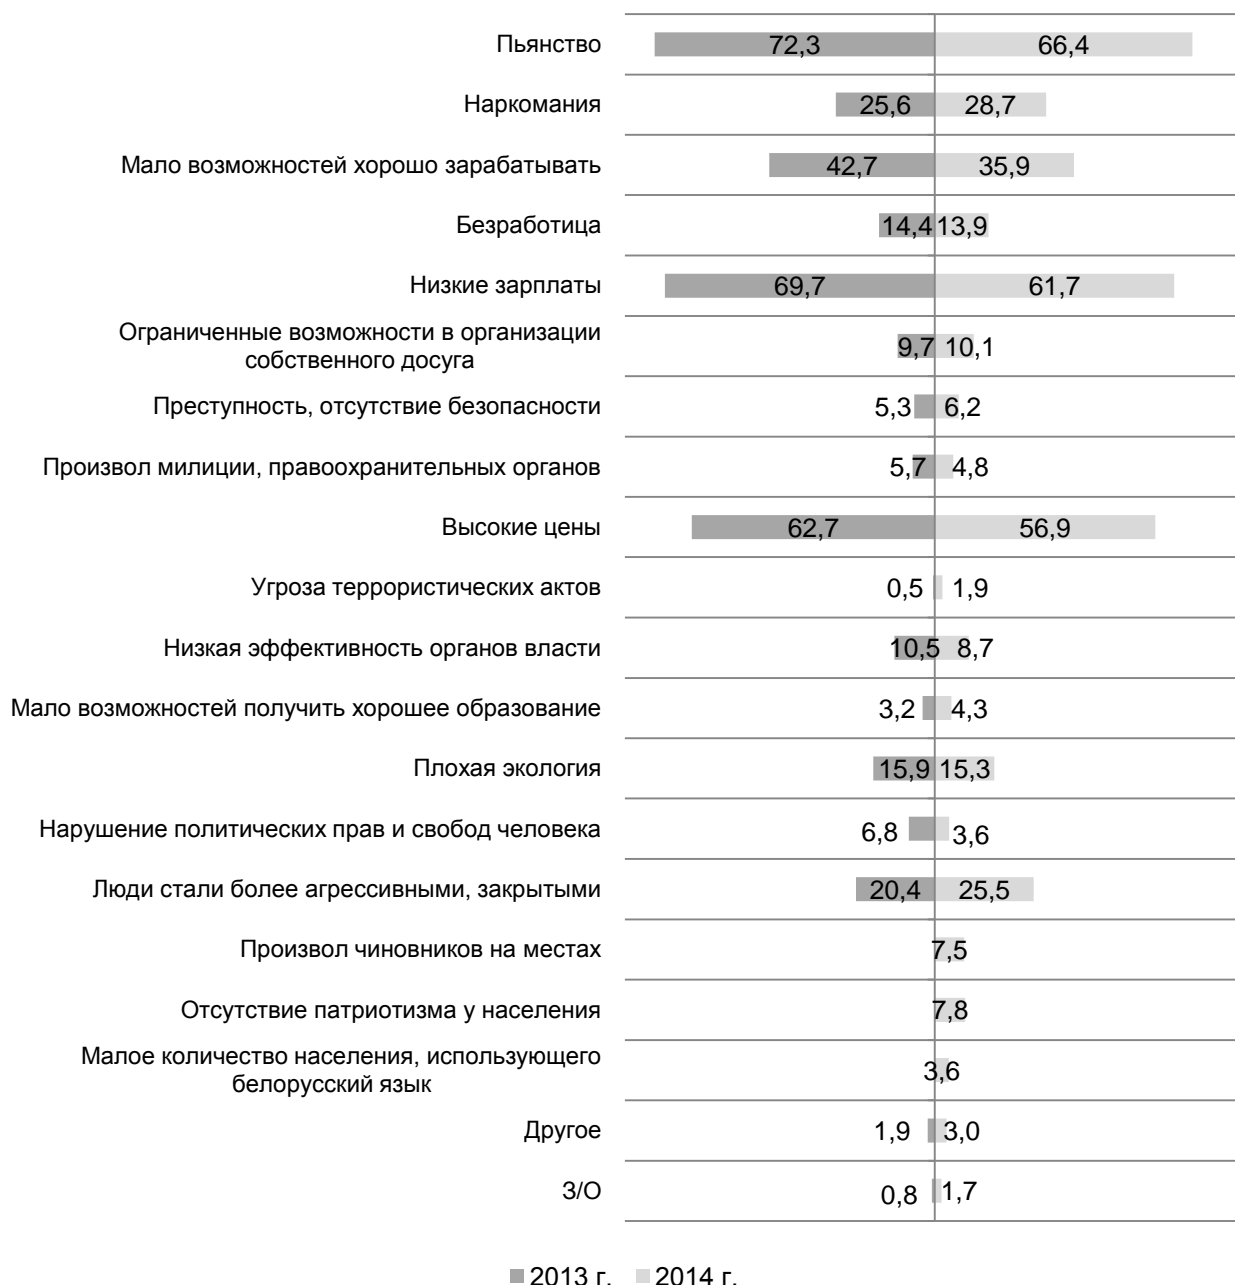 Пьянство 72,3 66,4
Наркомания 25,6 28,7
Мало возможностей хорошо зарабатывать 42,7 35,9
Безработица 14,4 13,9
Низкие зарплаты 69,7 61,7
Ограниченные возможности в организации
собственного досуга 9,7 10,1
Преступность, отсутствие безопасности 5,3 6,2
Произвол милиции, правоохранительных органов 5,7 4,8
Высокие цены 62,7 56,9
Угроза террористических актов 0,5 1,9
Низкая эффективность органов власти 10,5 8,7
Мало возможностей получить хорошее образование 3,2 4,3
Плохая экология 15,9 15,3
Нарушение политических прав и свобод человека 6,8 3,6
Люди стали более агрессивными, закрытыми 20,4 25,5
Произвол чиновников на местах 7,5
Отсутствие патриотизма у населения 7,8
Малое количество населения, использующего
белорусский язык 3,6
Другое 1,9 3,0
З/О 0,8 1,7
2013 г. 2014 г.